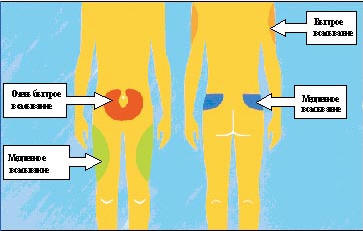 Быстрое
всасывание
Очень быстрое
всасывание
Медленное
всасывание
Медленное
всасывание